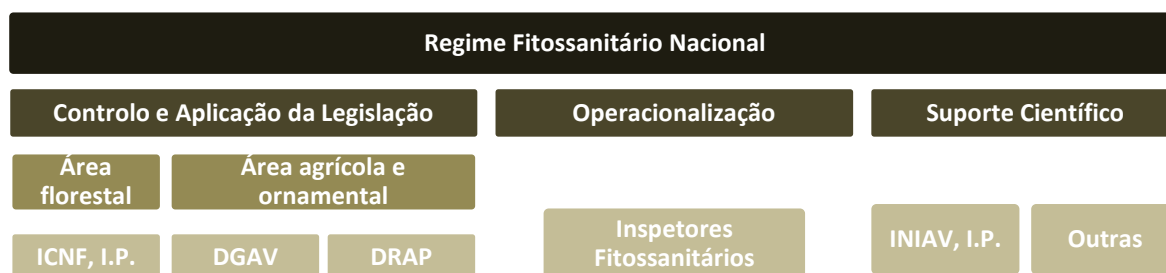 Regime Fitossanitário Nacional
Controlo e Aplicação da Legislação
Operacionalização
Suporte Científico
Área
florestal
Área agrícola e
ornamental
ICNF, I.P.
DGAV
DRAP
Inspetores
Fitossanitários
INIAV, I.P.
Outras